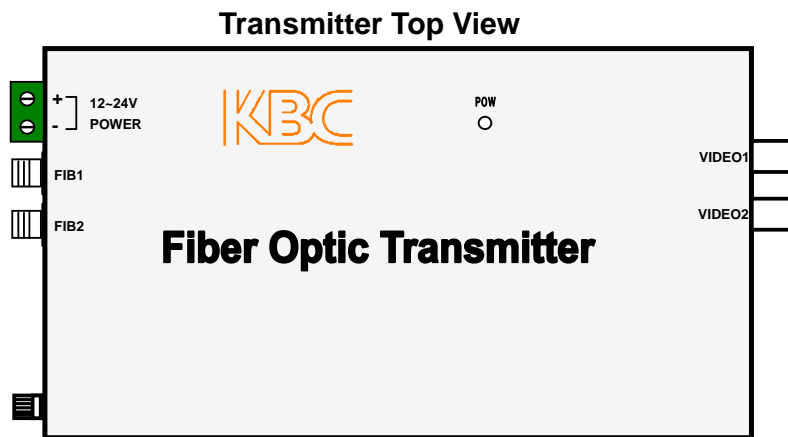 Transmitter Top View
+ 12~24V
- POWER
KBC
POW
FIB1
FIB2
VIDEO1
VIDEO2
Fiber Optic Transmitter